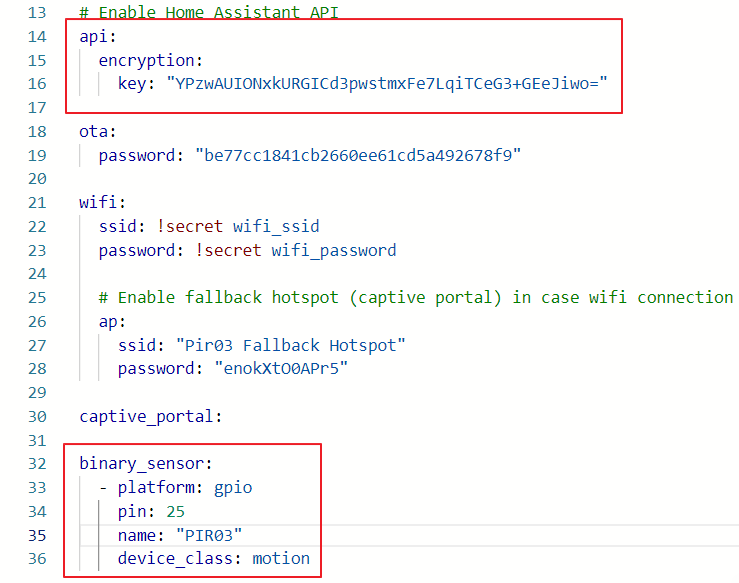 13 # Enable Home Assistant API
14 api:
15 encryption:
16 key: "YPzwAUIONxkURGICd3pwstmxFe7LqiTCeG3+GEeJiwo="
17
18 ota:
19 password: "be77cc1841cb2660ee61cd5a492678f9"
20
21 wifi:
22 ssid: !secret wifi_ssid
23 password: !secret wifi_password
24
25 # Enable fallback hotspot (captive portal) in case wifi connection
26 ap:
27 ssid: "Pir03 Fallback Hotspot"
28 password: "enokXtO0APr5"
29
30 captive_portal:
31
32 binary_sensor:
33 - platform: gpio
34 pin: 25
35 name: "PIR03"
36 device_class: motion